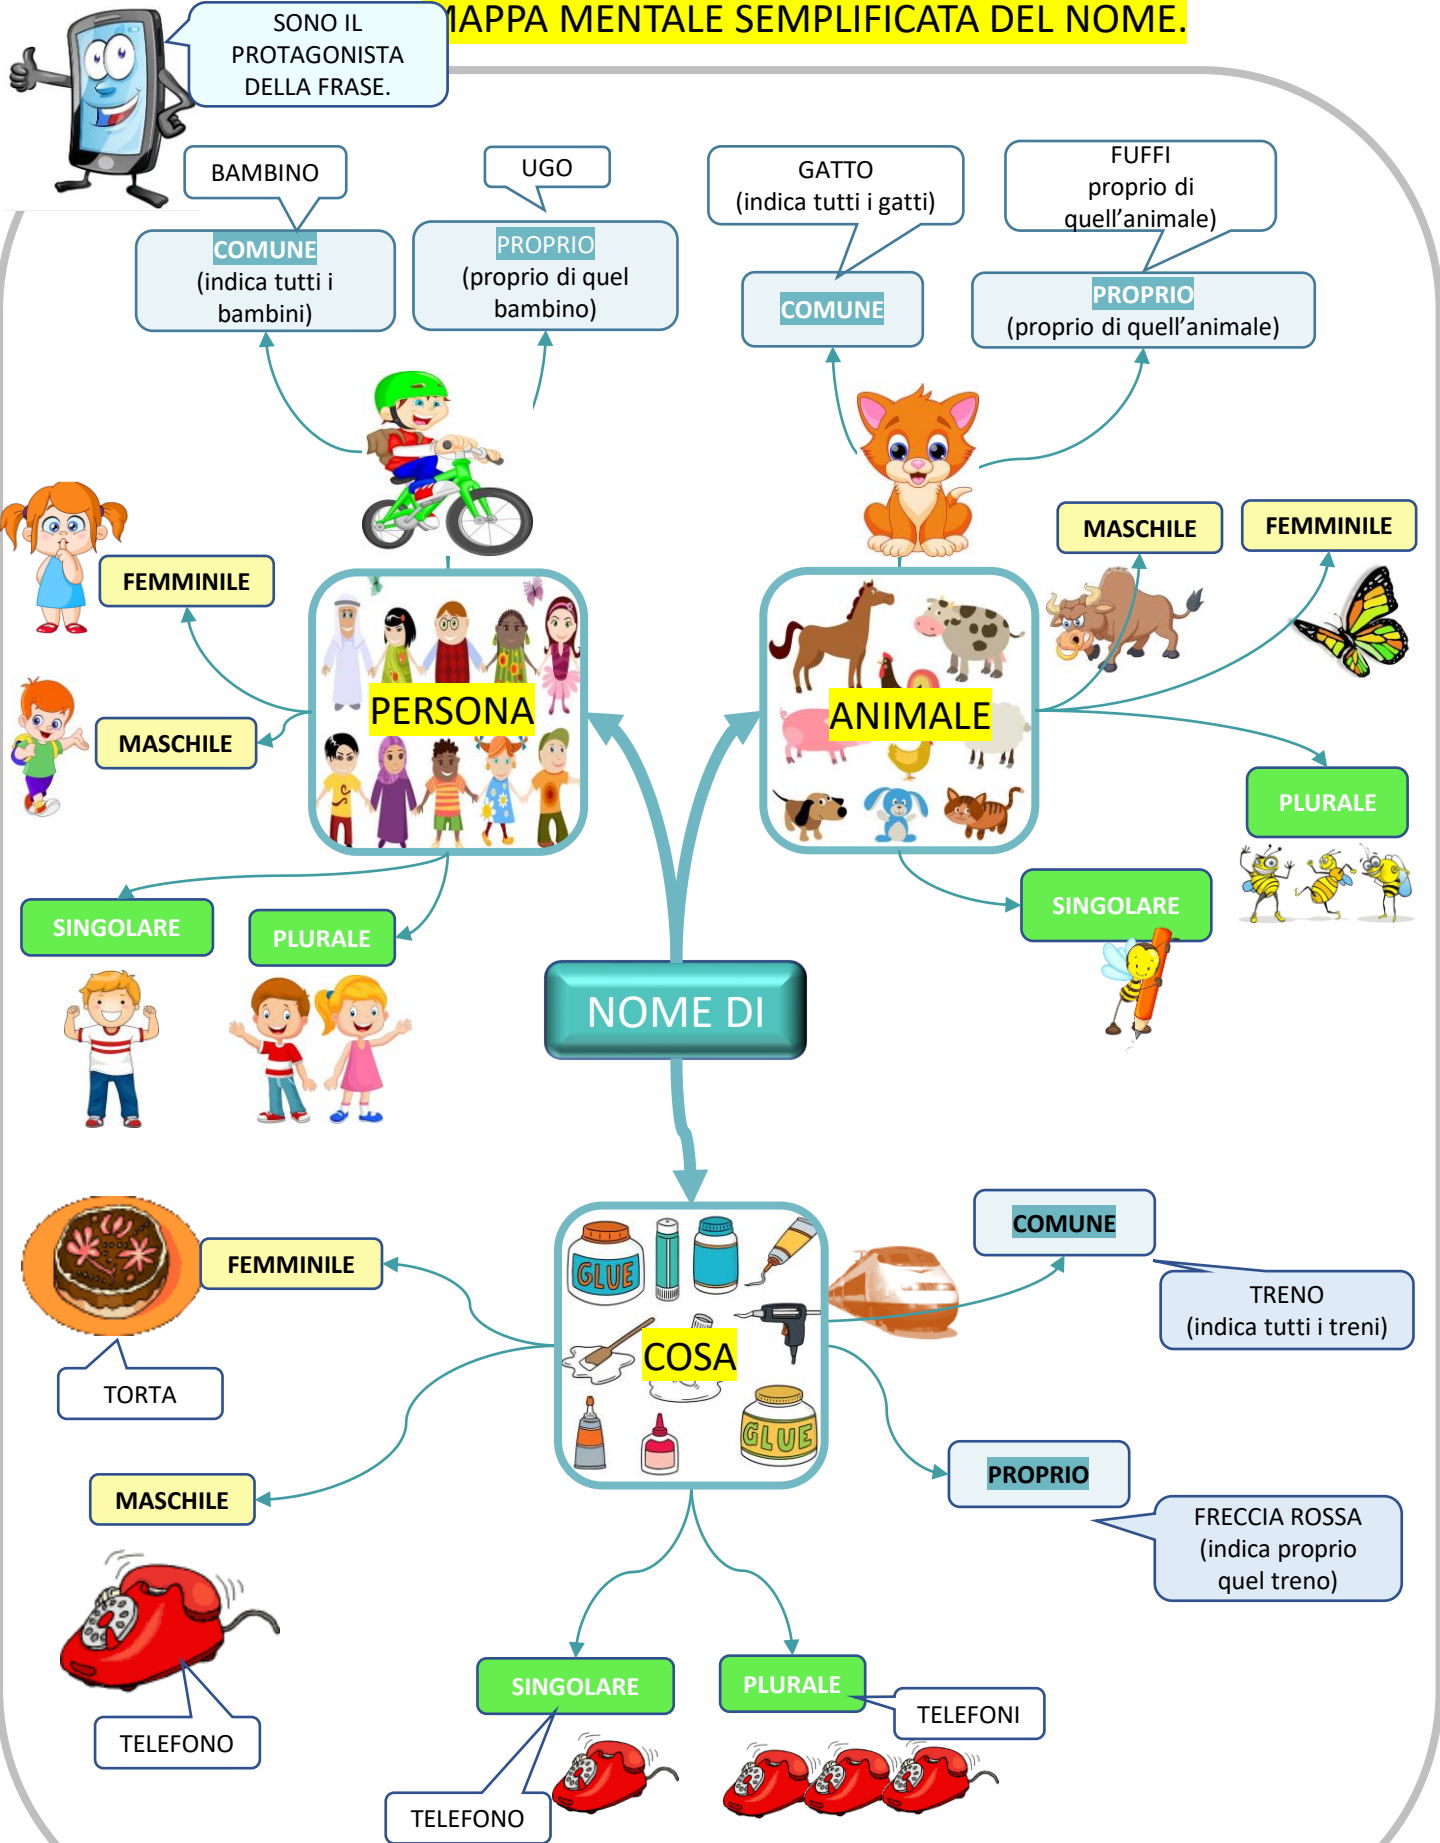 MAPPA MENTALE SEMPLIFICATA DEL NOME.
SONO IL
PROTAGONISTA
DELLA FRASE.
BAMBINO
UGO
GATTO
(indica tutti i gatti)
FUFFI
proprio di
quell'animale)
COMUNE
(indica tutti i
bambini)
PROPRIO
(proprio di quel
bambino)
COMUNE
PROPRIO
(proprio di quell'animale)
MASCHILE
FEMMINILE
FEMMINILE
MASCHILE
PERSONA
ANIMALE
PLURALE
SINGOLARE
SINGOLARE
PLURALE
NOME DI
COMUNE
TRENO
(indica tutti i treni)
FEMMINILE
TORTA
GLUE
COSA
GLUE
MASCHILE
PROPRIO
FRECCIA ROSSA
(indica proprio
quel treno)
TELEFONO
SINGOLARE
PLURALE
TELEFONI
TELEFONO